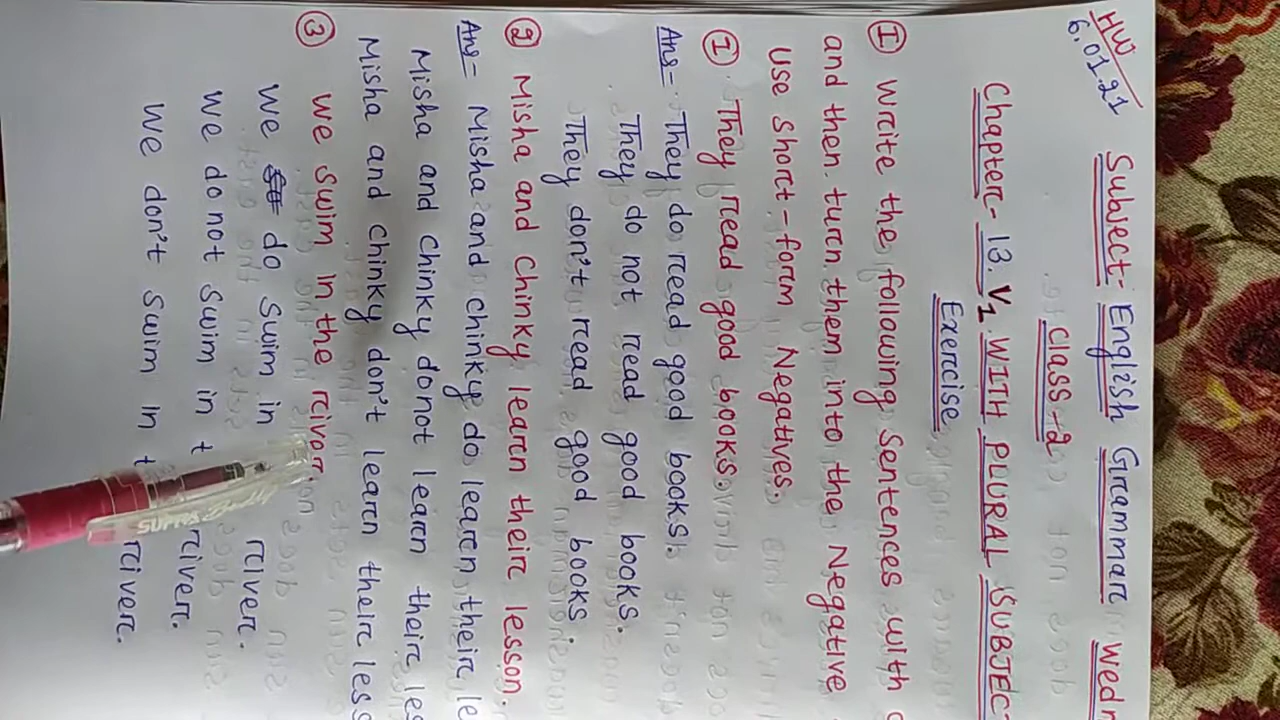 HW
6.01.21
Subject- English Grammar Wedn
Class-2
Chapter- 13. V1 WITH PLURAL SUBJECT
Exercise
I Write the following sentences with
and then turn them into the Negative
Use short-form Negatives.
1 They read good books.
Ans- They do read good books.
They do not read good books.
They don't read good books.
2 Misha and Chinky learn their lesson.
Ans- Misha and Chinky do learn their le
Misha and Chinky do not learn their les
Misha and Chinky don't learn their less
3 We swim in the river.
We do swim in river.
We do not swim in t river.
We don't swim in t river.